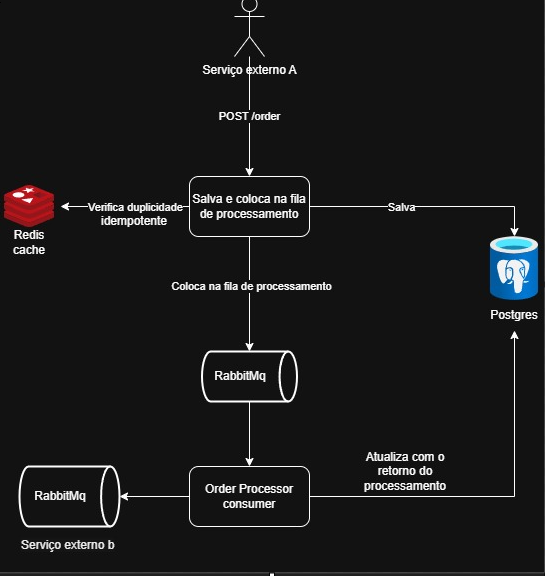 Serviço externo A
POST /order
Salva e coloca na fila
de processamento
Verifica duplicidade
idempotente
Salva
Redis
cache
Postgres
Coloca na fila de processamento
RabbitMq
Atualiza com o
retorno do
processamento
Order Processor
consumer
RabbitMq
Serviço externo b